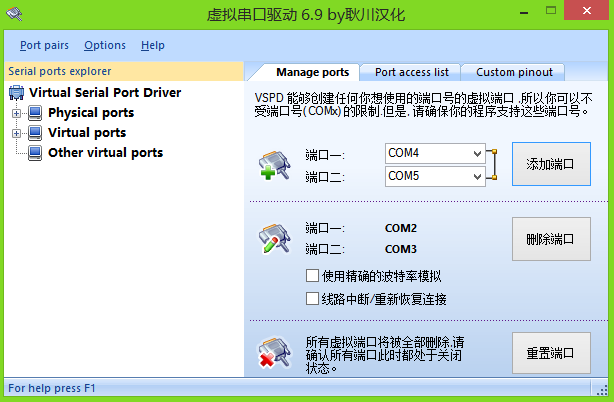 虚拟串口驱动 6.9 by耿川汉化
Port pairs Options Help
Serial ports explorer
Virtual Serial Port Driver
Physical ports
Virtual ports
Other virtual ports
Manage ports Port access list Custom pinout
VSPD 能够创建任何你想使用的端口号的虚拟端口 ,所以你可以不
受端口号(COMx) 的限制.但是, 请确保你的程序支持这些端口号。
端口一: COM4
端口二: COM5
添加端口
端口一: COM2
端口二: COM3
删除端口
使用精确的波特率模拟
线路中断/重新恢复连接
所有虚拟端口将被全部删除,请
确认所有端口此时都处于关闭
状态。
重置端口
For help press F1